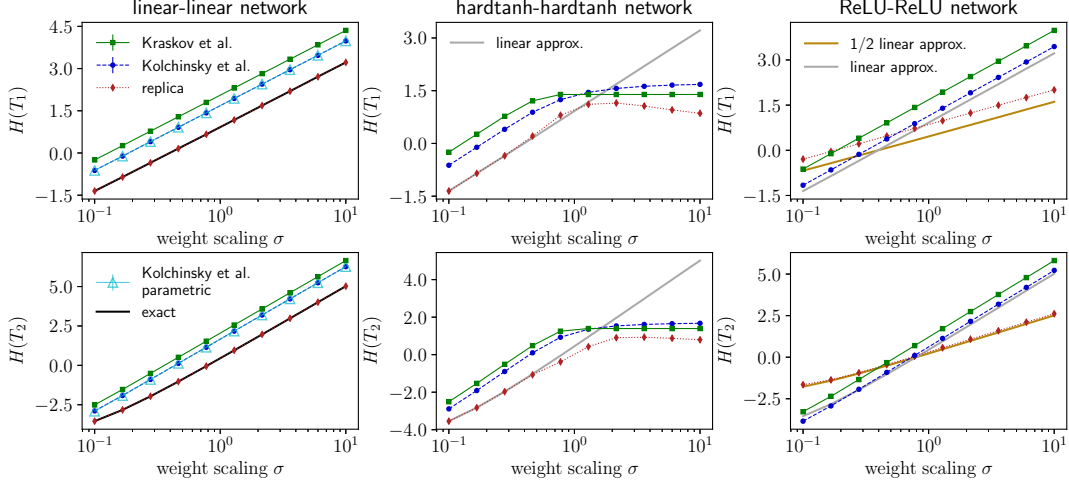 linear-linear network
hardtanh-hardtanh network
ReLU-ReLU network
4.5
3.0
1.5
0.0
−1.5
H(T₁)
Kraskov et al.
Kolchinsky et al.
replica
10⁻¹
10⁰
10¹
weight scaling σ
3.0
1.5
0.0
−1.5
H(T₁)
linear approx.
10⁻¹
10⁰
10¹
weight scaling σ
3.0
1.5
0.0
−1.5
H(T₁)
1/2 linear approx.
linear approx.
10⁻¹
10⁰
10¹
weight scaling σ
5.0
2.5
0.0
−2.5
H(T₂)
Kolchinsky et al.
parametric
exact
10⁻¹
10⁰
10¹
weight scaling σ
4.0
2.0
0.0
−2.0
−4.0
H(T₂)
10⁻¹
10⁰
10¹
weight scaling σ
5.0
2.5
0.0
−2.5
H(T₂)
10⁻¹
10⁰
10¹
weight scaling σ